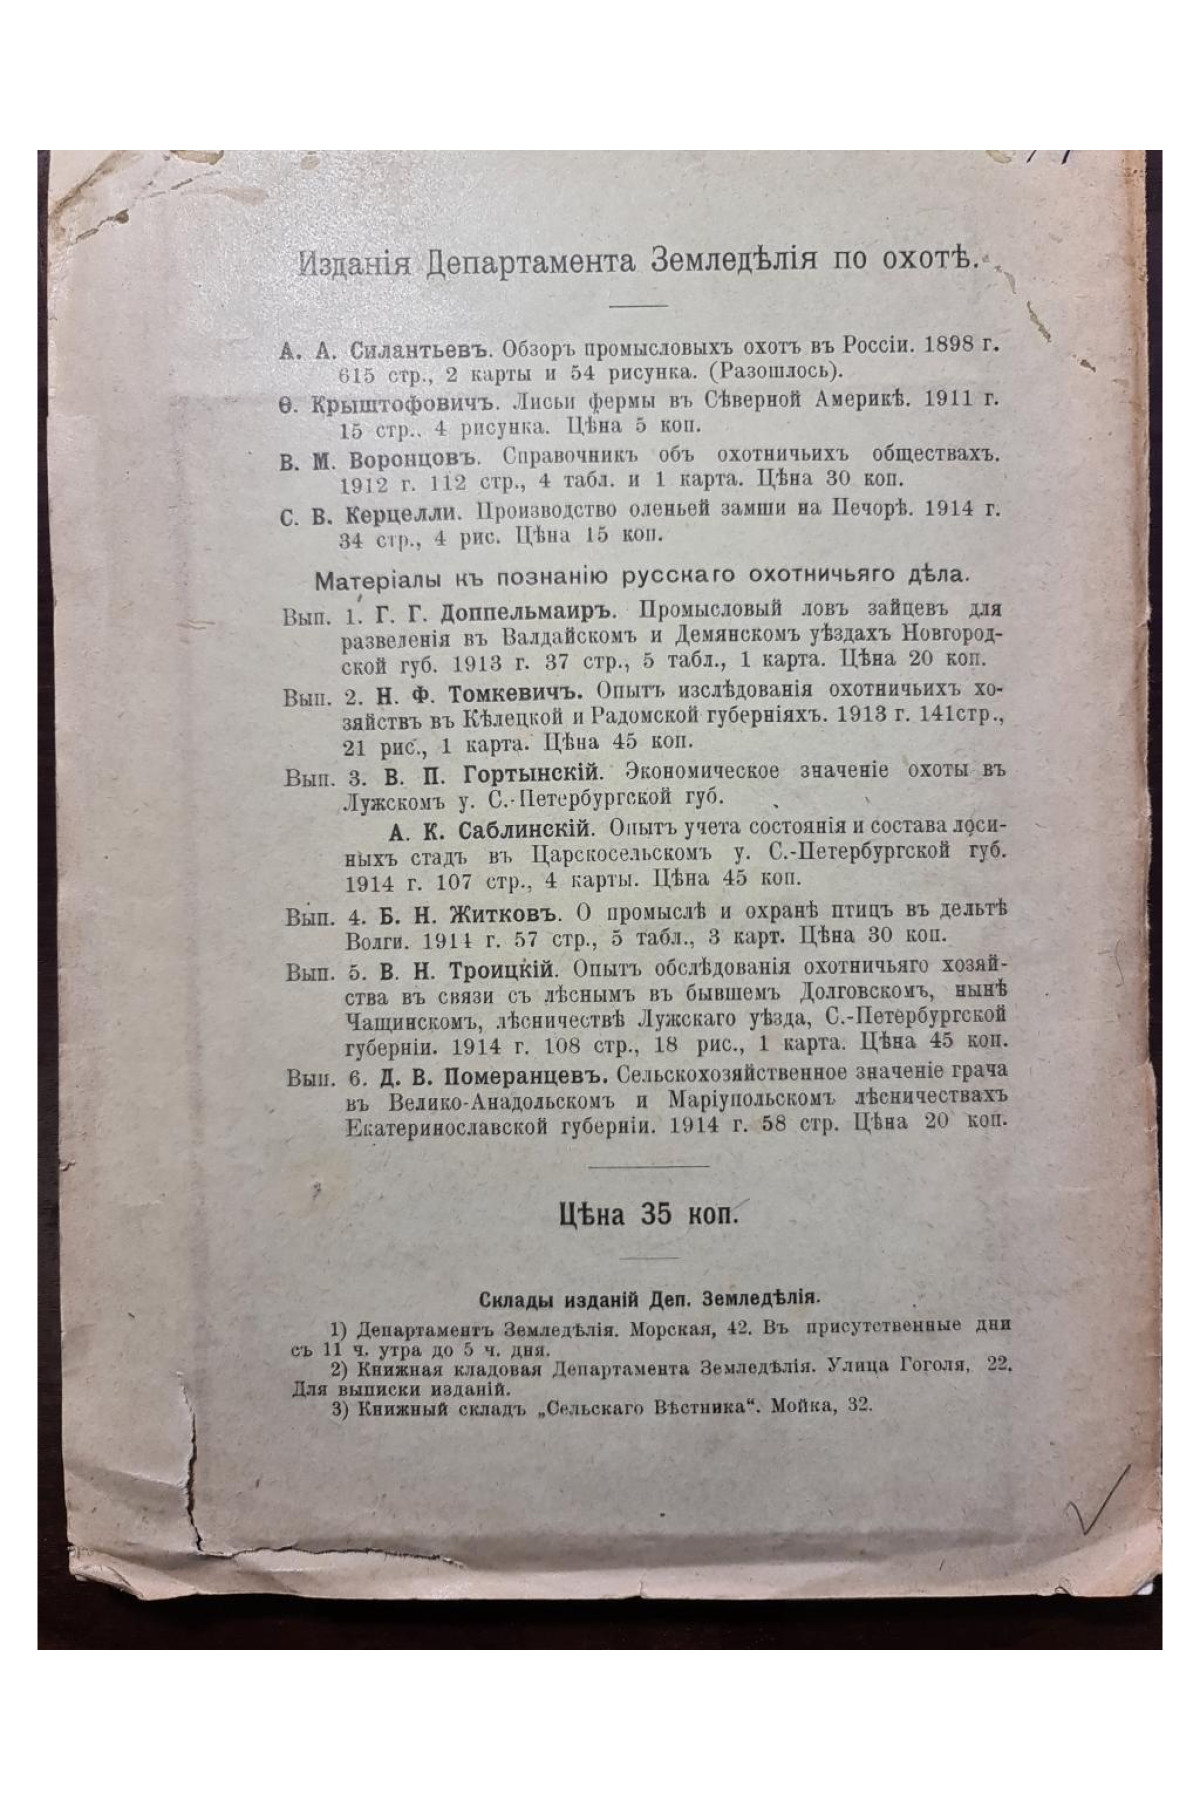 Изданія Департамента Земледѣлія по охотѣ.
А. А. Силантьевъ. Обзоръ промысловыхъ охотъ въ Россіи. 1898 г.
615 стр., 2 карты и 54 рисунка. (Разошлось).
Ѳ. Крыштофовичъ. Лисьи фермы въ Сѣверной Америкѣ. 1911 г.
15 стр.. 4 рисунка. Цѣна 5 коп.
В. М. Воронцовъ. Справочникъ объ охотничьихъ обществахъ.
1912 г. 112 стр., 4 табл. и 1 карта. Цѣна 30 коп.
С. В. Керцелли. Производство оленьей замши на Печорѣ. 1914 г.
34 стр., 4 рис. Цѣна 15 коп.
Матеріалы къ познанію русскаго охотничьяго дѣла.
Вып. 1. Г. Г. Доппельмаиръ. Промысловый ловъ зайцевъ для
разведенія въ Валдайскомъ и Демянскомъ уѣздахъ Новгород-
ской губ. 1913 г. 37 стр., 5 табл., 1 карта. Цѣна 20 коп.
Вып. 2. Н. Ф. Томкевичъ. Опытъ изслѣдованія охотничьихъ хо-
зяйствъ въ Кѣлецкой и Радомской губерніяхъ. 1913 г. 141стр.,
21 рис., 1 карта. Цѣна 45 коп.
Вып. 3. В. П. Гортынскій. Экономическое значеніе охоты въ
Лужскомъ у. С.-Петербургской губ.
А. К. Саблинскій. Опытъ учета состоянія и состава лоси-
ныхъ стадъ въ Царскосельскомъ у. С.-Петербургской губ.
1914 г. 107 стр., 4 карты. Цѣна 45 коп.
Вып. 4. Б. Н. Житковъ. О промыслѣ и охранѣ птицъ въ дельтѣ
Волги. 1914 г. 57 стр., 5 табл., 3 карт. Цѣна 30 коп.
Вып. 5. В. Н. Троицкій. Опытъ обслѣдованія охотничьяго хозяй-
ства въ связи съ лѣснымъ въ бывшемъ Долговскомъ, нынѣ
Чащинскомъ, лѣсничествѣ Лужскаго уѣзда, С.-Петербургской
губерніи. 1914 г. 108 стр., 18 рис., 1 карта. Цѣна 45 коп.
Вып. 6. Д. В. Померанцевъ. Сельскохозяйственное значеніе грача
въ Велико-Анадольскомъ и Маріупольскомъ лѣсничествахъ
Екатеринославской губерніи. 1914 г. 58 стр. Цѣна 20 коп.
Цѣна 35 коп.
Склады изданій Деп. Земледѣлія.
1) Департаментъ Земледѣлія. Морская, 42. Въ присутственные дни
съ 11 ч. утра до 5 ч. дня.
2) Книжная кладовая Департамента Земледѣлія. Улица Гоголя, 22.
Для выписки изданій.
3) Книжный складъ „Сельскаго Вѣстника“. Мойка, 32.